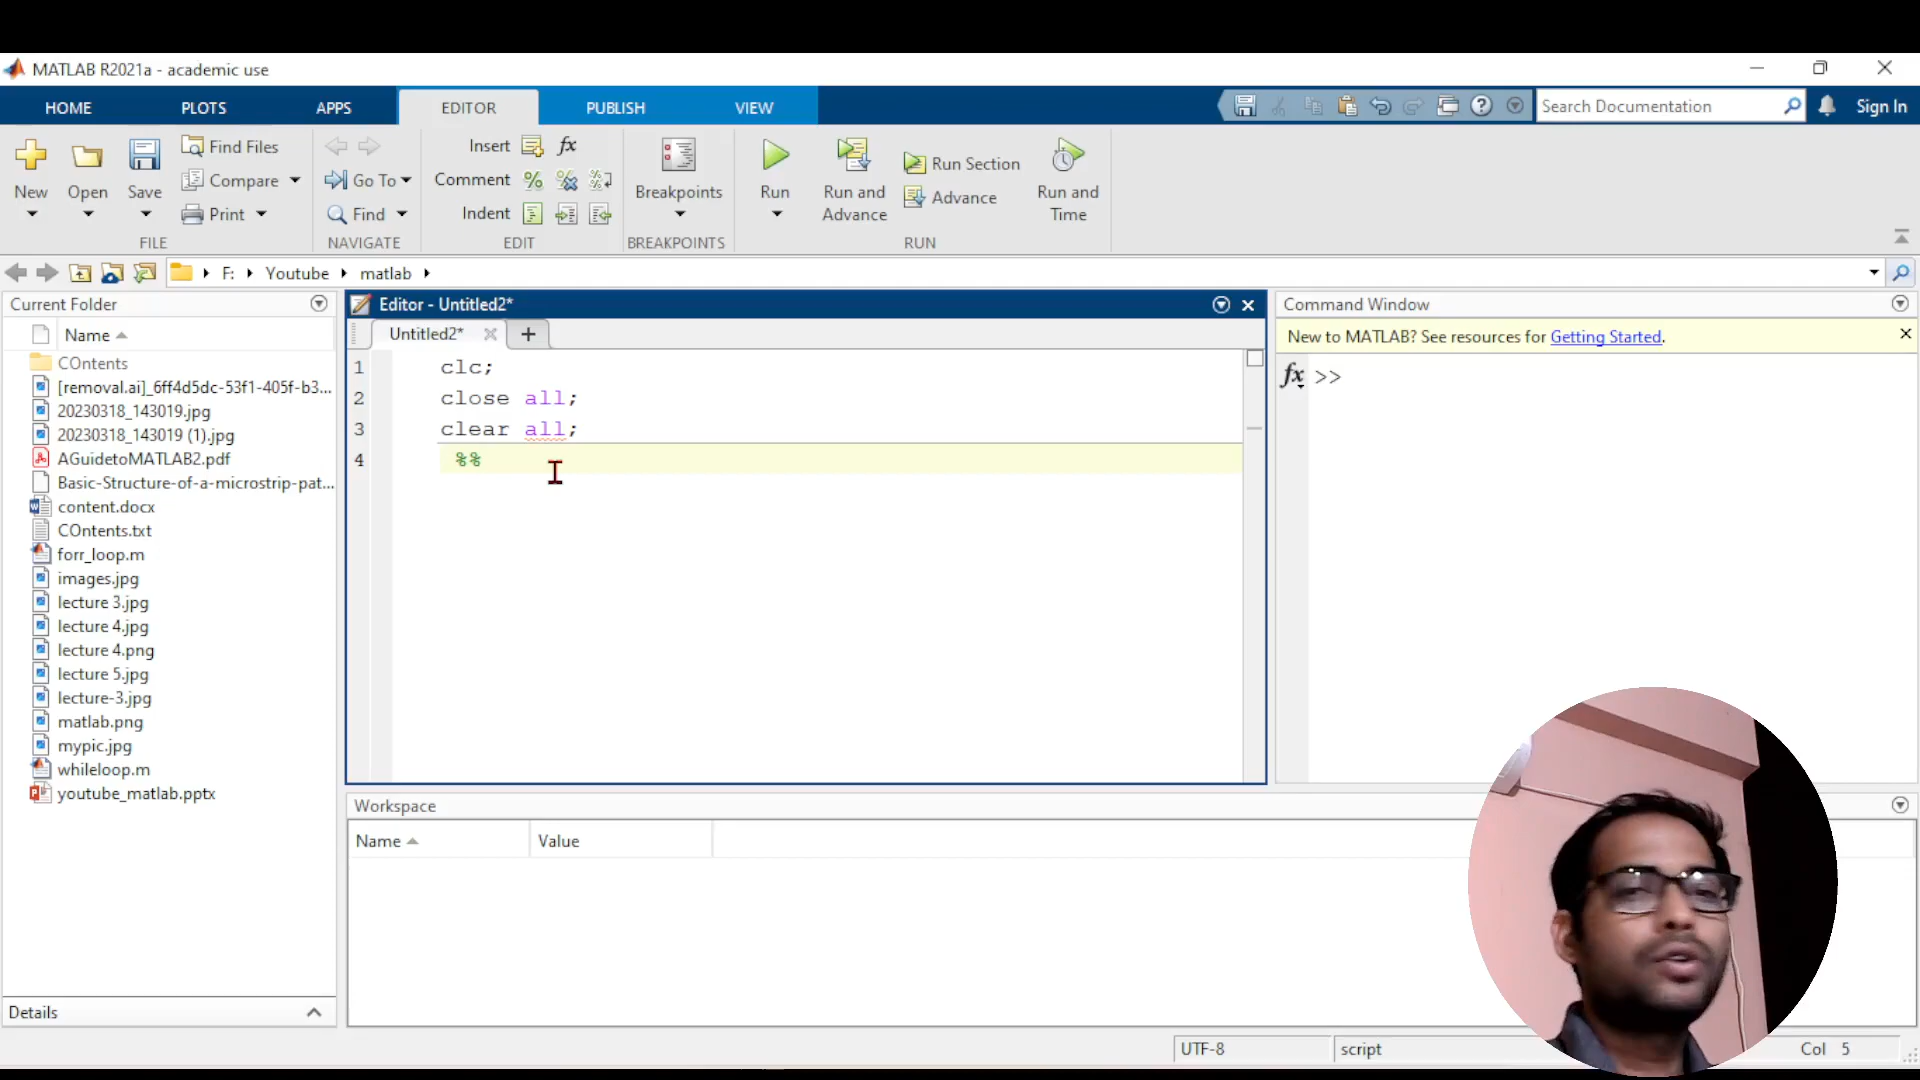 MATLAB R2021a - academic use
HOME PLOTS APPS EDITOR PUBLISH VIEW
Search Documentation
Sign In
New
Open
Save
Find Files
Compare
Print
FILE
Go To
Find
NAVIGATE
Insert
fx
Comment
Indent
EDIT
Breakpoints
BREAKPOINTS
Run
Run and
Advance
Run Section
Advance
Run and
Time
RUN
F: Youtube matlab
Current Folder
Name
COntents
[removal.ai]_6ff4d5dc-53f1-405f-b3...
20230318_143019.jpg
20230318_143019 (1).jpg
AGuidetoMATLAB2.pdf
Basic-Structure-of-a-microstrip-pat...
content.docx
COntents.txt
forr_loop.m
images.jpg
lecture 3.jpg
lecture 4.jpg
lecture 4.png
lecture 5.jpg
lecture-3.jpg
matlab.png
mypic.jpg
whileloop.m
youtube_matlab.pptx
Details
Editor - Untitled2*
Untitled2*
1 clc;
2 close all;
3 clear all;
4 %%
Command Window
New to MATLAB? See resources for Getting Started.
fx >>
Workspace
Name Value
UTF-8 script Col 5